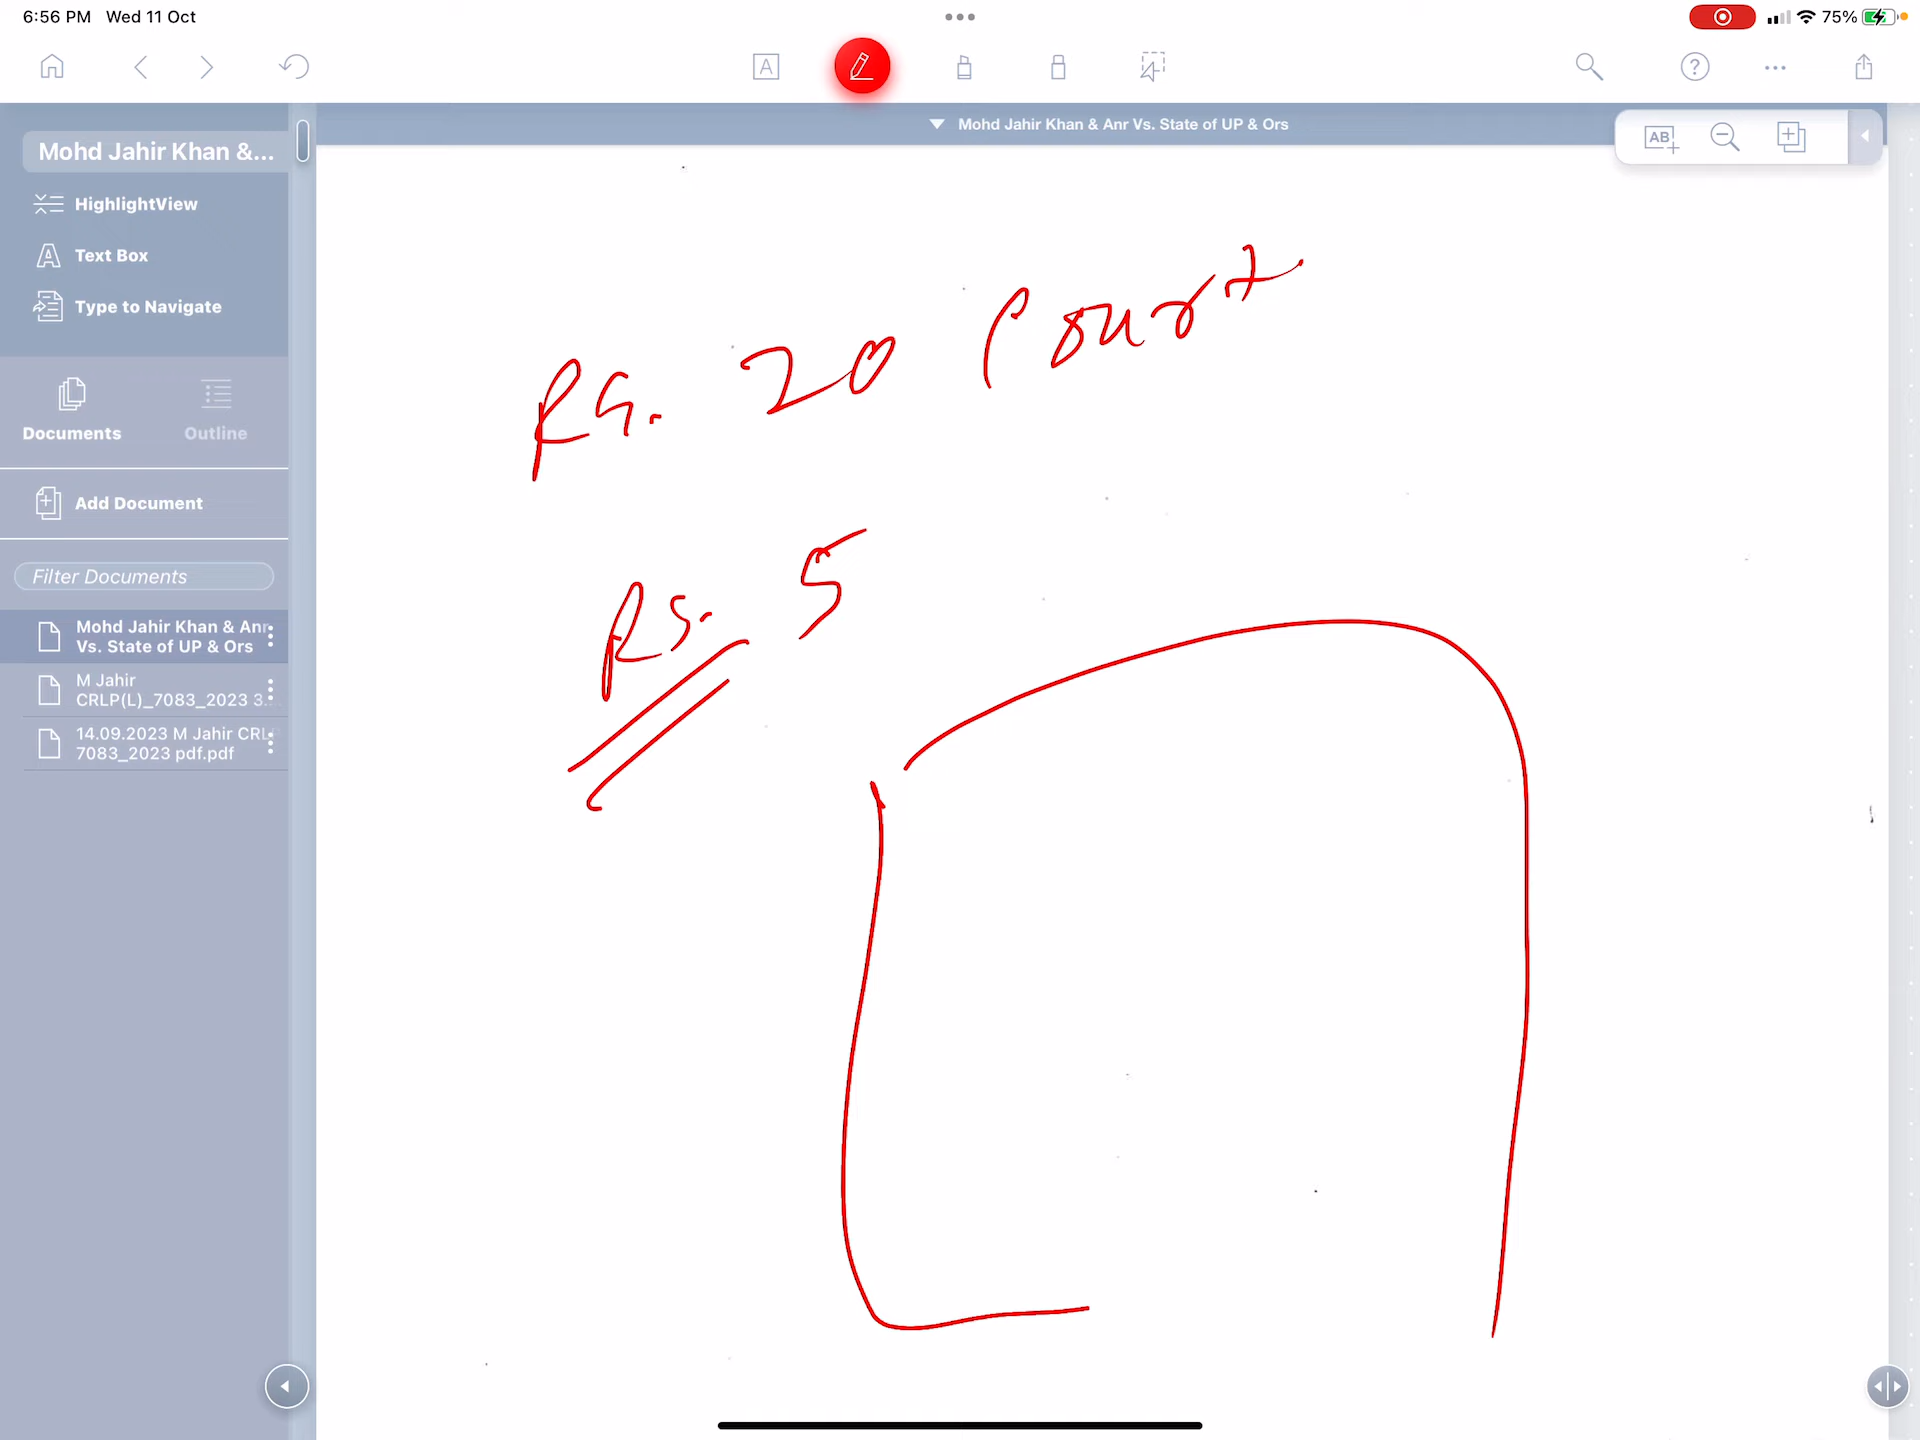 6:56 PM Wed 11 Oct
75%
A
?
Mohd Jahir Khan & Anr Vs. State of UP & Ors
AB
Mohd Jahir Khan &...
HighlightView
Text Box
Type to Navigate
Documents Outline
Add Document
Filter Documents
Mohd Jahir Khan & Anr
Vs. State of UP & Ors
M Jahir
CRLP(L)_7083_2023 3...
14.09.2023 M Jahir CRL
7083_2023 pdf.pdf
Rs. 20 Court
Rs. 5